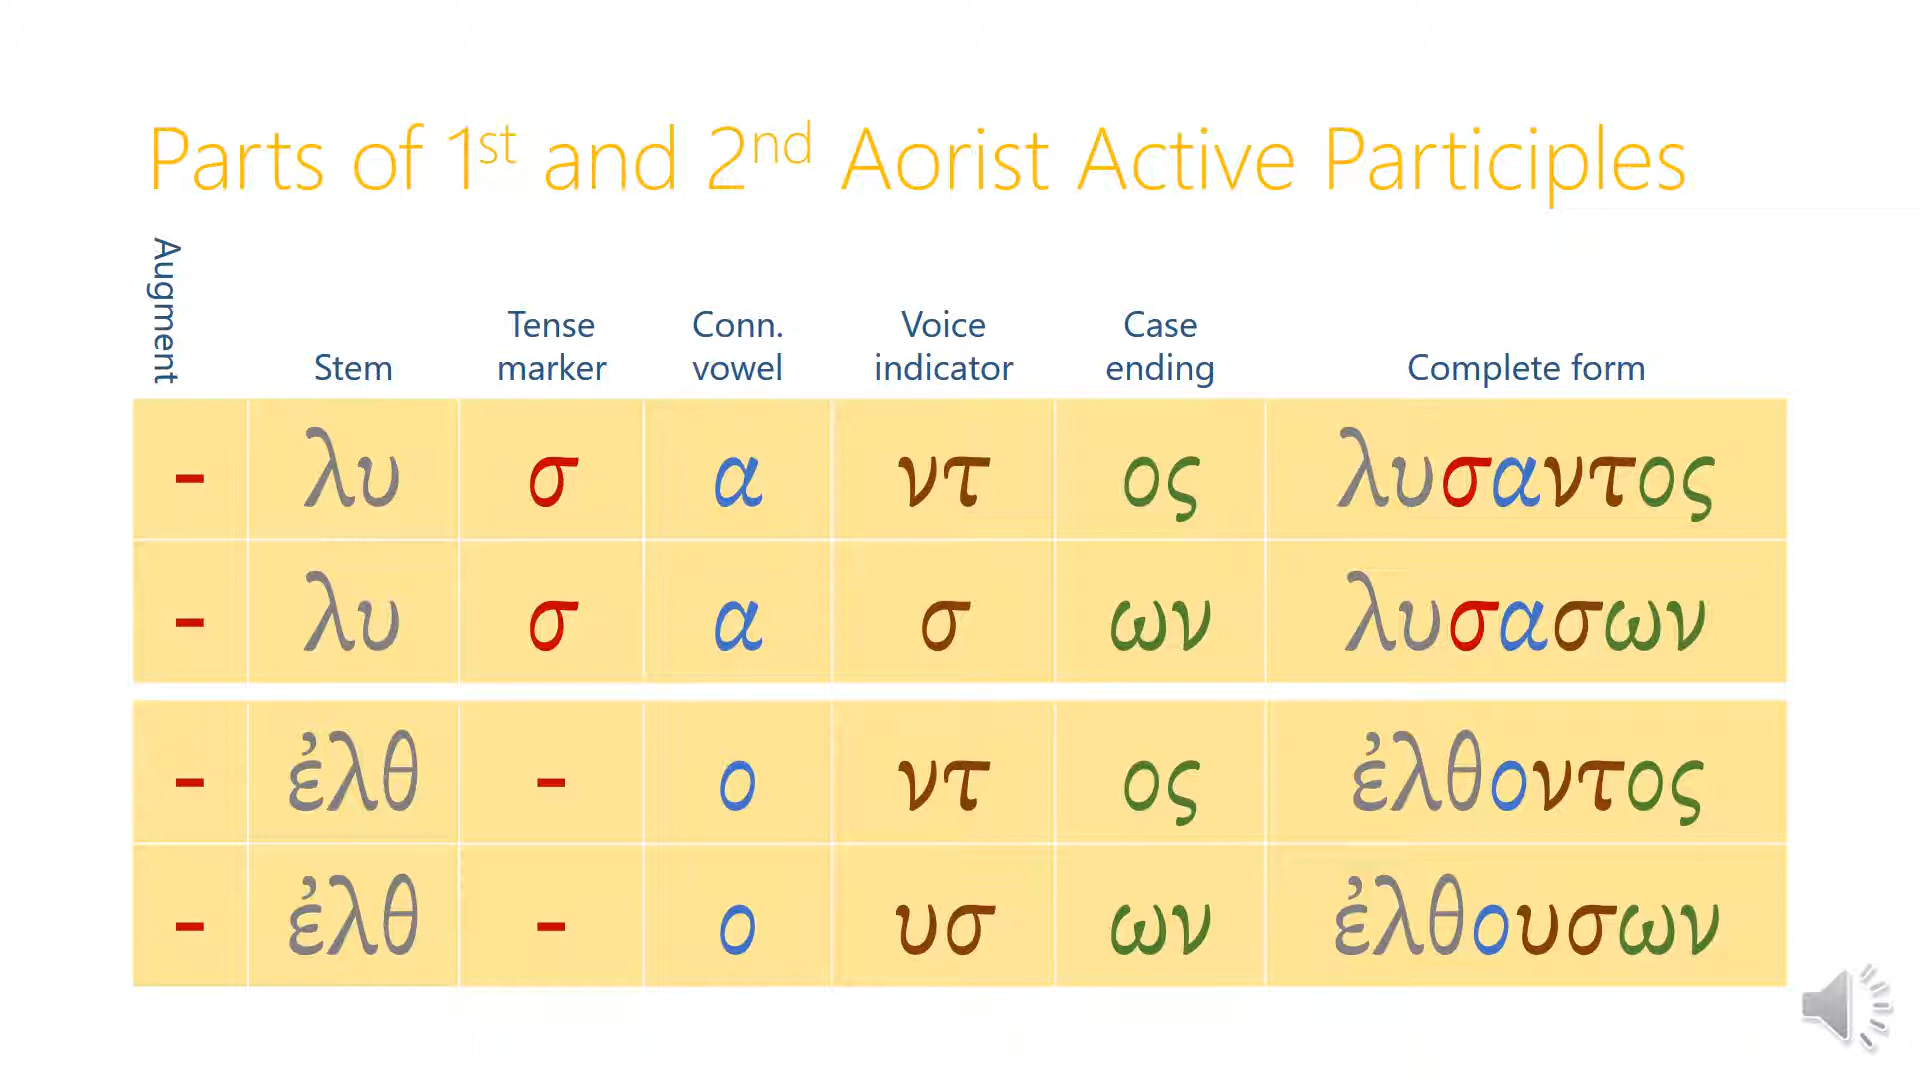 Parts of 1st and 2nd Aorist Active Participles
Augment Stem Tense marker Conn. vowel Voice indicator Case ending Complete form
- λυ σ α ντ ος λυσαντος
- λυ σ α σ ων λυσασων
- ἐλθ - ο ντ ος ἐλθοντος
- ἐλθ - ο υσ ων ἐλθουσων